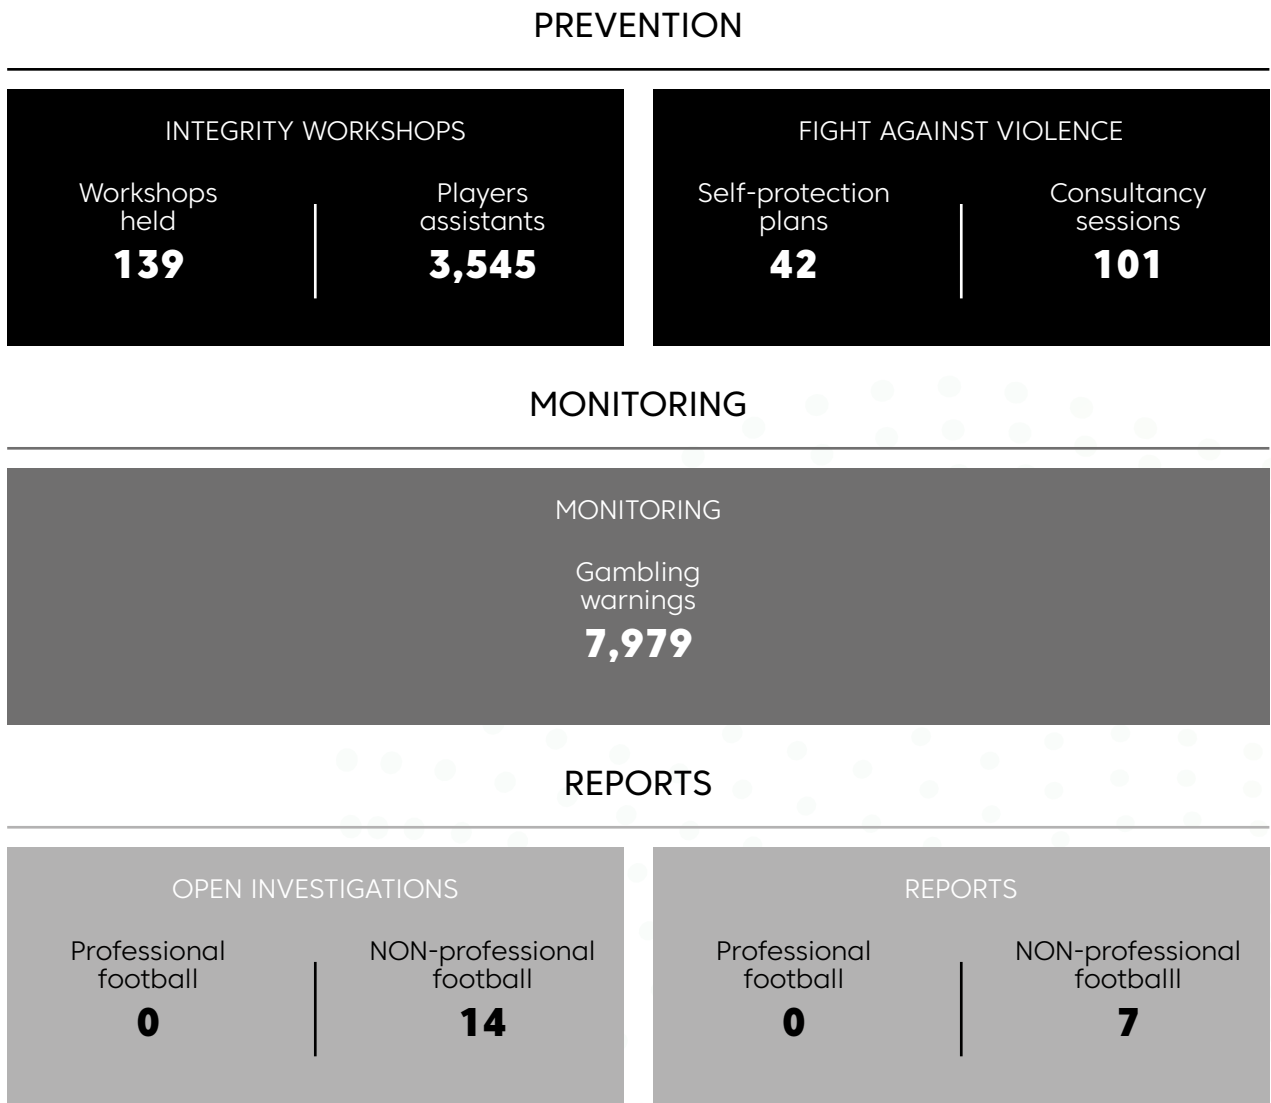 PREVENTION
INTEGRITY WORKSHOPS
Workshops
held
139
Players
assistants
3,545
FIGHT AGAINST VIOLENCE
Self-protection
plans
42
Consultancy
sessions
101
MONITORING
MONITORING
Gambling
warnings
7,979
REPORTS
OPEN INVESTIGATIONS
Professional
football
0
NON-professional
football
14
REPORTS
Professional
football
0
NON-professional
footballl
7